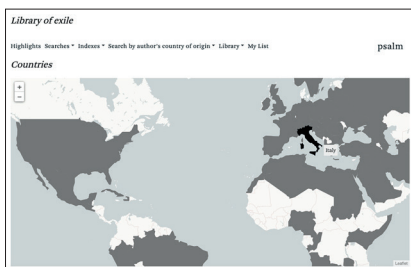 Library of exile
Highlights Searches * Indexes * Search by author's country of origin * Library * My List
psalm
Countries
+
−
Italy
Leaflet